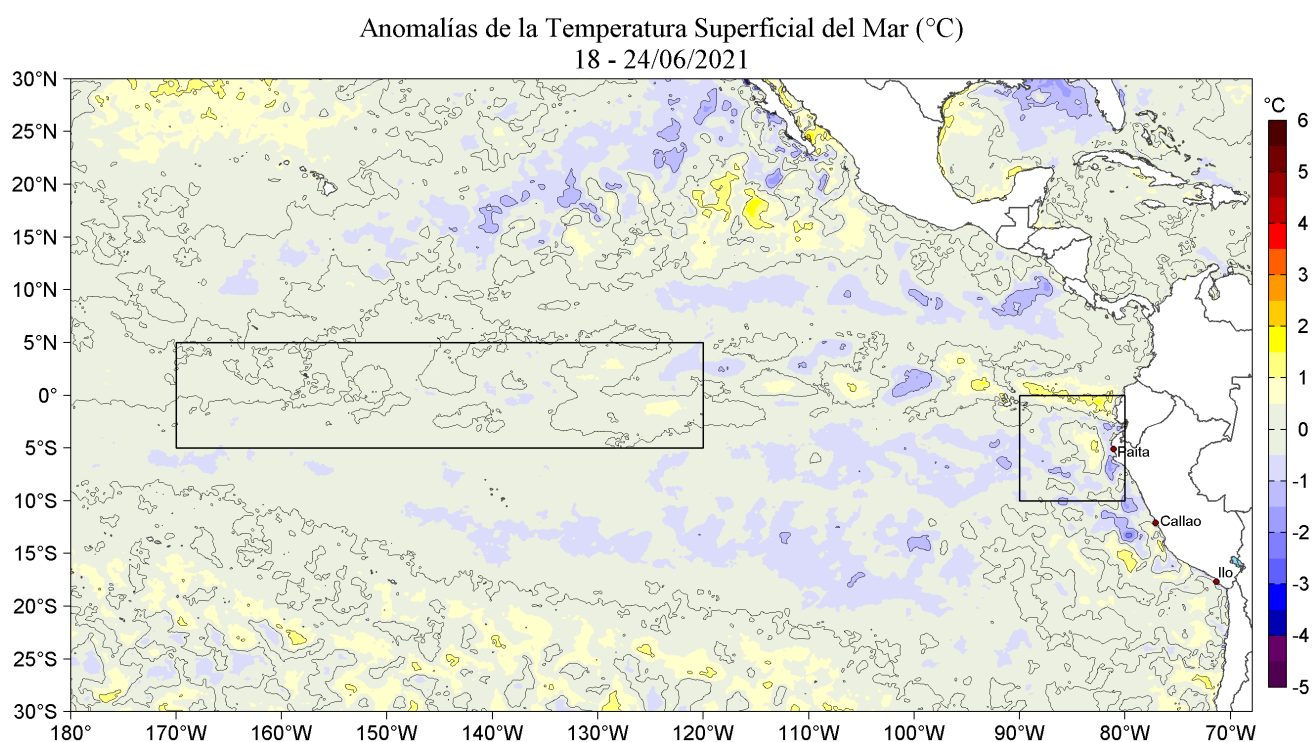 Anomalías de la Temperatura Superficial del Mar (°C)
18 - 24/06/2021
30°N
25°N
20°N
15°N
10°N
5°N
0°
5°S
10°S
15°S
20°S
25°S
30°S
180°
170°W
160°W
150°W
140°W
130°W
120°W
110°W
100°W
90°W
80°W
70°W
Paita
Callao
Ilo
°C
6
5
4
3
2
1
0
-1
-2
-3
-4
-5